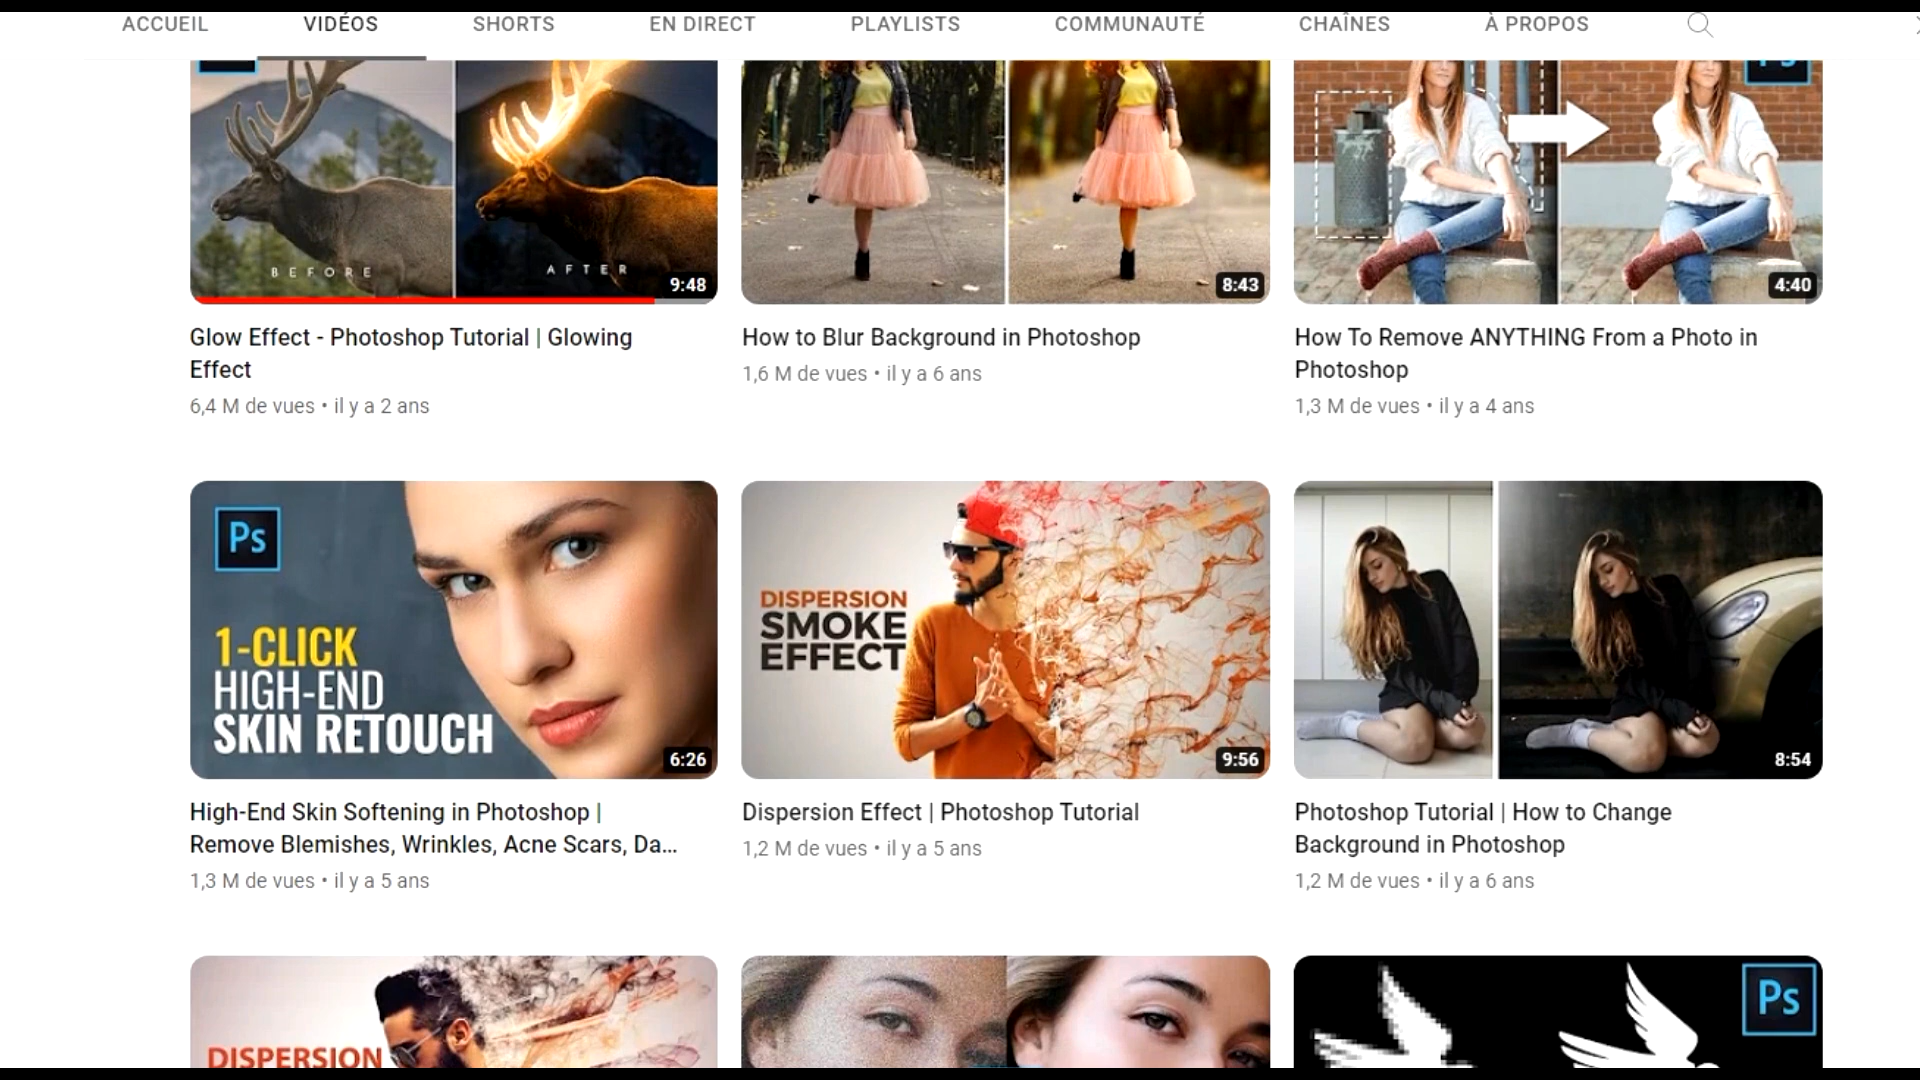 ACCUEIL VIDÉOS SHORTS EN DIRECT PLAYLISTS COMMUNAUTÉ CHAÎNES À PROPOS
BEFORE AFTER
9:48
8:43
4:40
Glow Effect - Photoshop Tutorial | Glowing
Effect
6,4 M de vues • il y a 2 ans
How to Blur Background in Photoshop
1,6 M de vues • il y a 6 ans
How To Remove ANYTHING From a Photo in
Photoshop
1,3 M de vues • il y a 4 ans
Ps
1-CLICK
HIGH-END
SKIN RETOUCH
6:26
DISPERSION
SMOKE
EFFECT
9:56
8:54
High-End Skin Softening in Photoshop |
Remove Blemishes, Wrinkles, Acne Scars, Da...
1,3 M de vues • il y a 5 ans
Dispersion Effect | Photoshop Tutorial
1,2 M de vues • il y a 5 ans
Photoshop Tutorial | How to Change
Background in Photoshop
1,2 M de vues • il y a 6 ans
DISPERSION
Ps